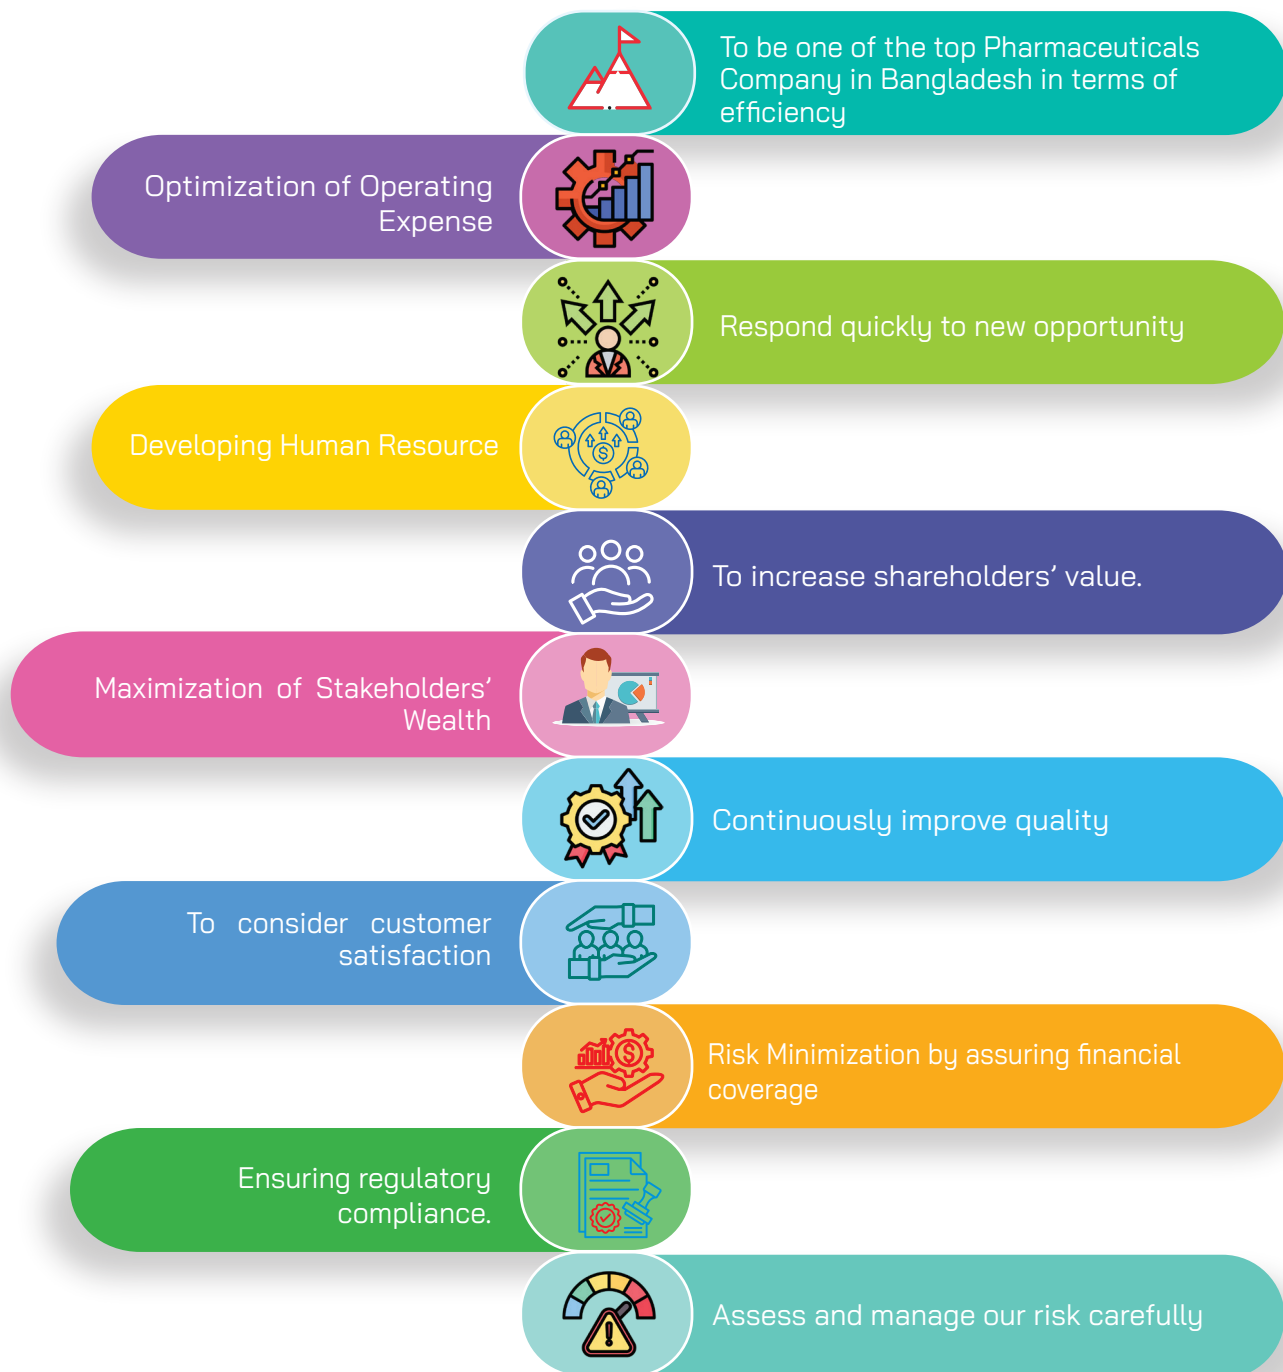 To be one of the top Pharmaceuticals
Company in Bangladesh in terms of
efficiency
Optimization of Operating
Expense
Respond quickly to new opportunity
Developing Human Resource
To increase shareholders’ value.
Maximization of Stakeholders’
Wealth
Continuously improve quality
To consider customer
satisfaction
Risk Minimization by assuring financial
coverage
Ensuring regulatory
compliance.
Assess and manage our risk carefully